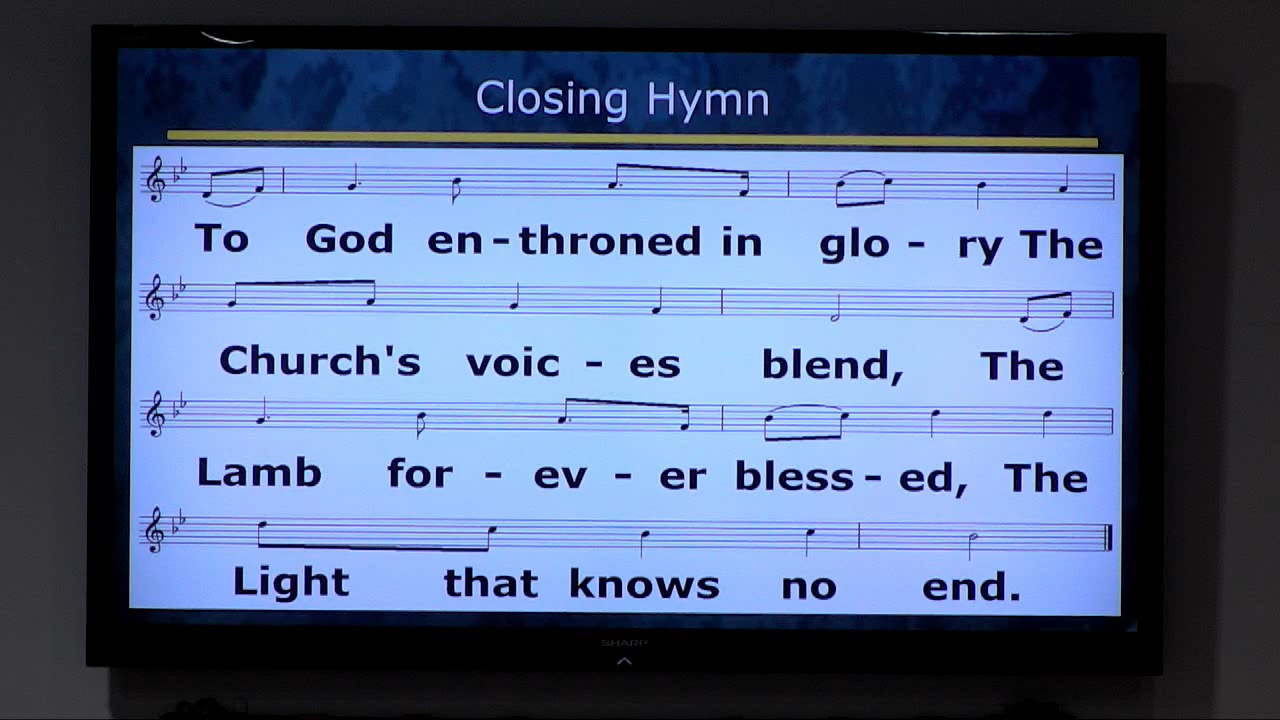 Closing Hymn
To God en-throned in glo - ry The
Church's voic - es blend, The
Lamb for - ev - er bless- ed, The
Light that knows no end.
SHARP